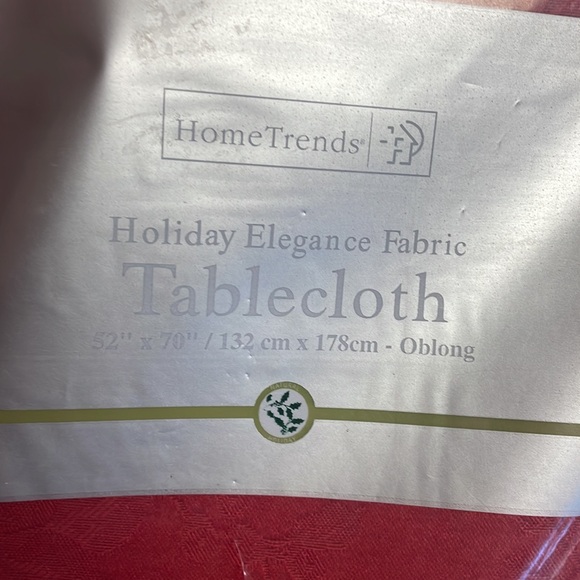 HomeTrends®
Holiday Elegance Fabric
Tablecloth
52" x 70" / 132 cm x 178cm - Oblong